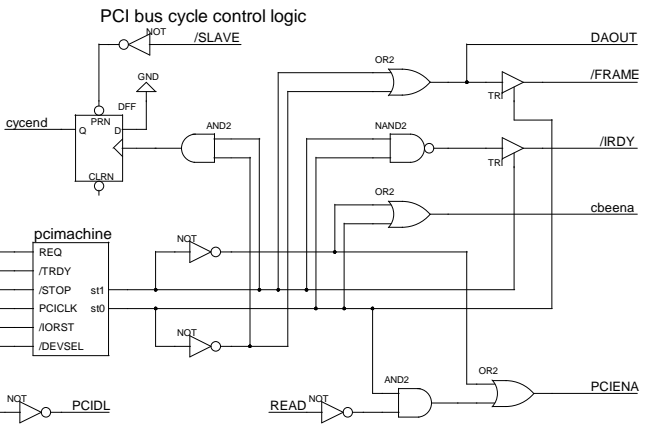 PCI bus cycle control logic
NOT /SLAVE
DAOUT
OR2
/FRAME
GND
TRI
DFF
PRN
cycend Q D
AND2
NAND2
/IRDY
TRI
CLRN
OR2
cbeena
pcimachine
NOT
REQ
/TRDY
/STOP st1
PCICLK st0
/IORST
NOT
/DEVSEL
OR2
AND2
PCIENA
NOT PCIDL
READ NOT